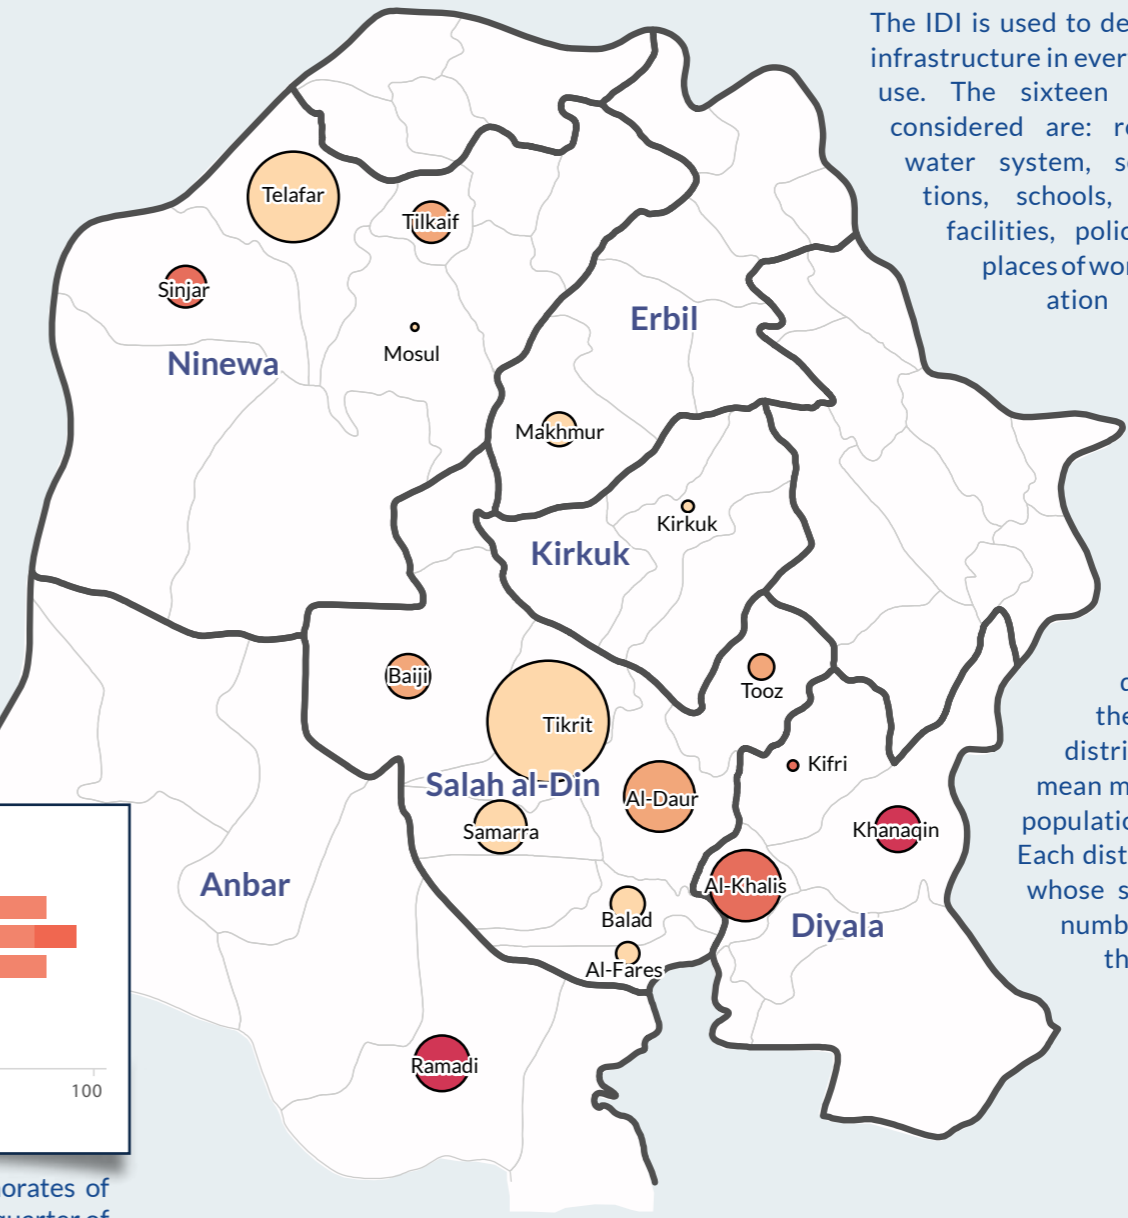 The IDI is used to de
infrastructure in ever
use. The sixteen
considered are: r
water system, s
tions, schools,
facilities, polic
places of wor
ation
Telafar
Tilkaif
Sinjar
Mosul
Ninewa
Erbil
Makhmur
Kirkuk
Kirkuk
Baiji
Tikrit
Tooz
Kifri
Salah al-Din
Al-Daur
Samarra
Khanaqin
Al-Khalis
Anbar
Balad
Diyala
Al-Fares
Ramadi
the
distri
mean m
populatio
Each dist
whose s
numb
th
100
orates of
quarter of